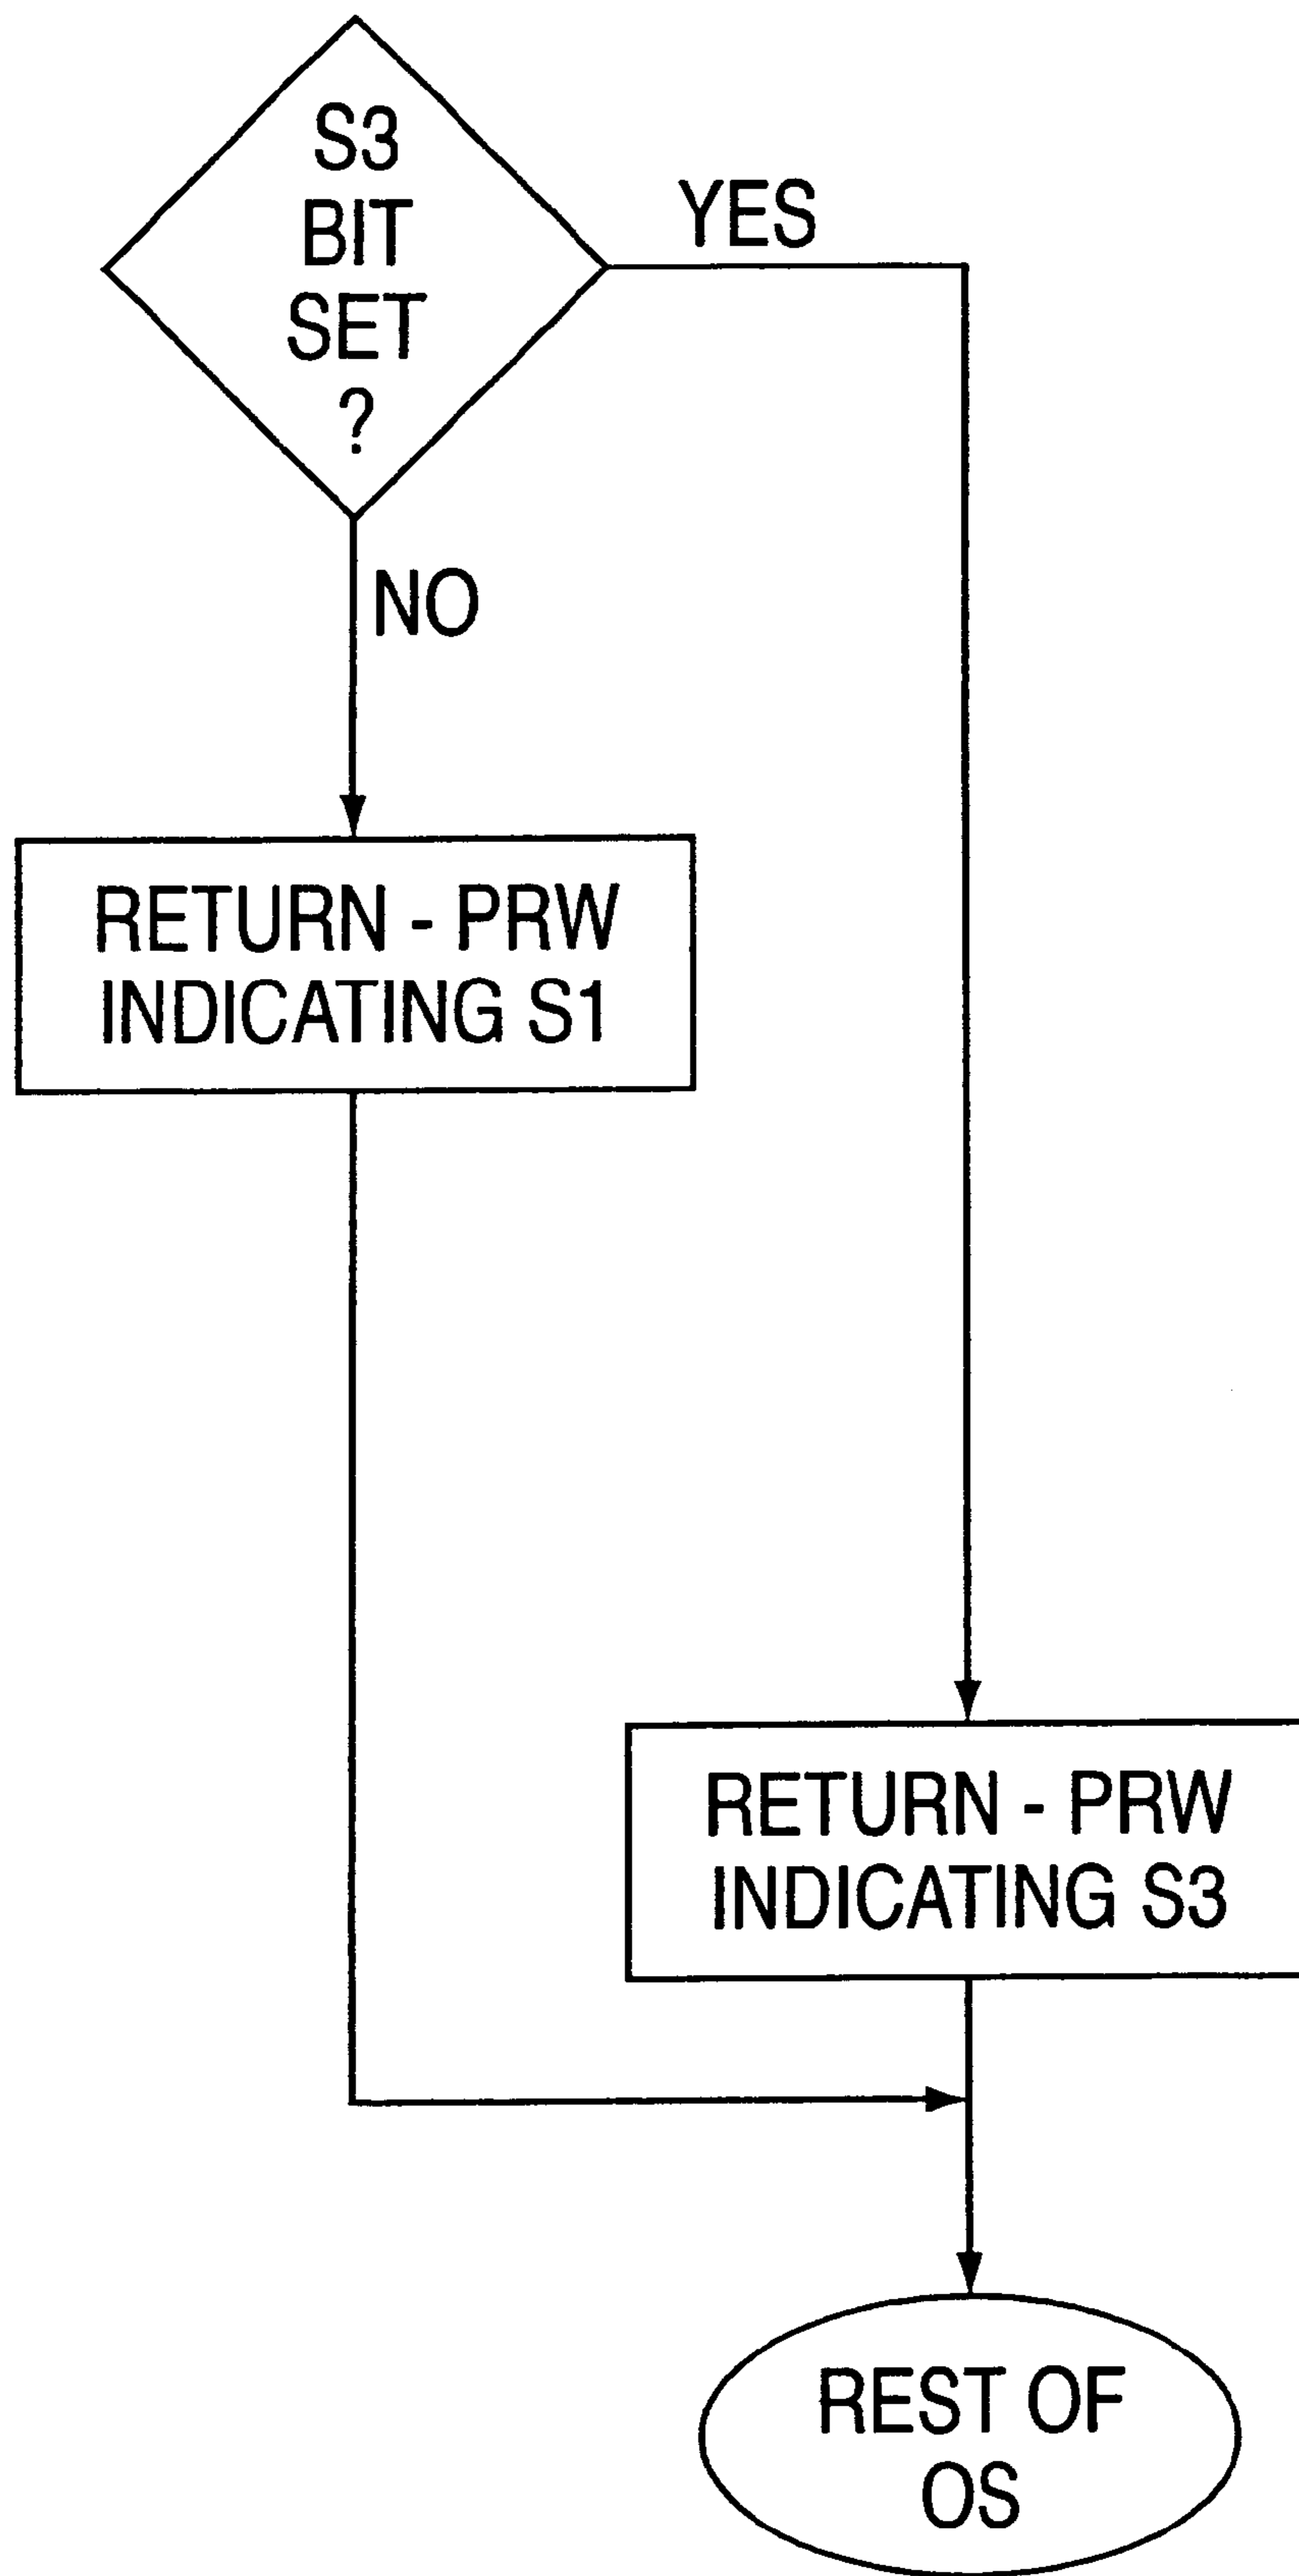 S3
BIT
SET
?
YES
NO
RETURN - PRW
INDICATING S1
RETURN - PRW
INDICATING S3
REST OF
OS